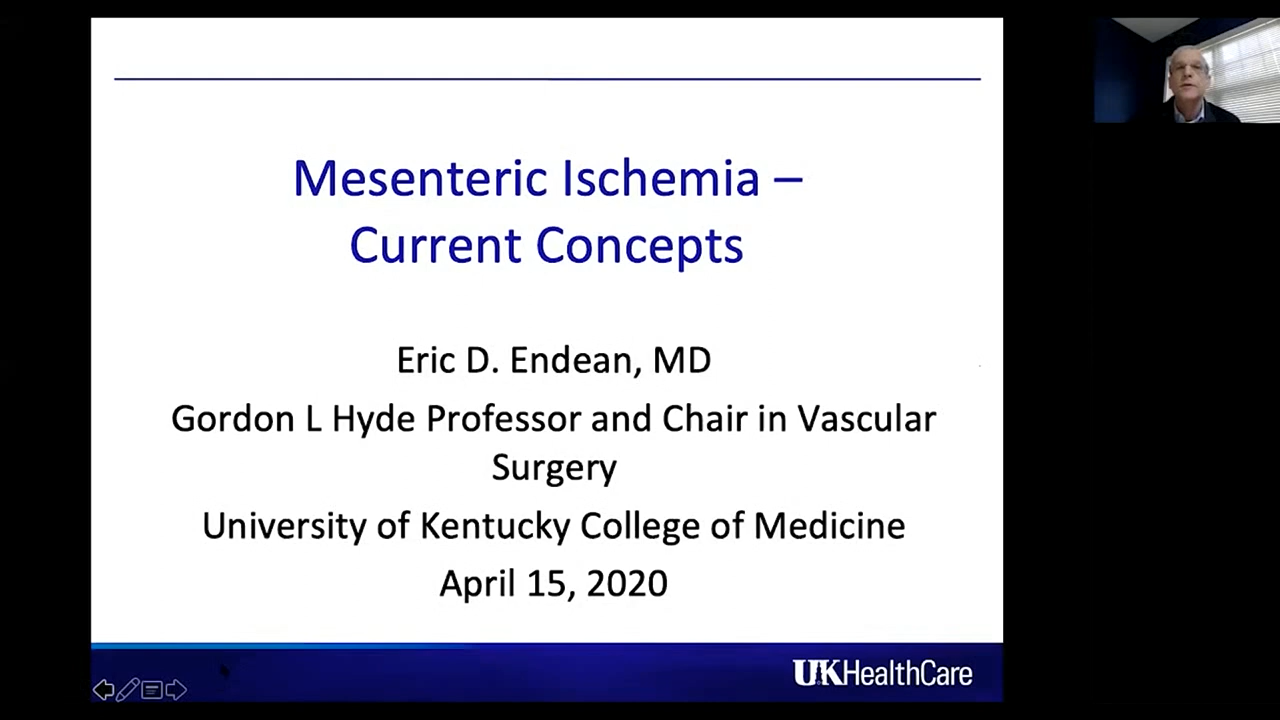 Mesenteric Ischemia –
Current Concepts
Eric D. Endean, MD
Gordon L Hyde Professor and Chair in Vascular
Surgery
University of Kentucky College of Medicine
April 15, 2020
UKHealthCare